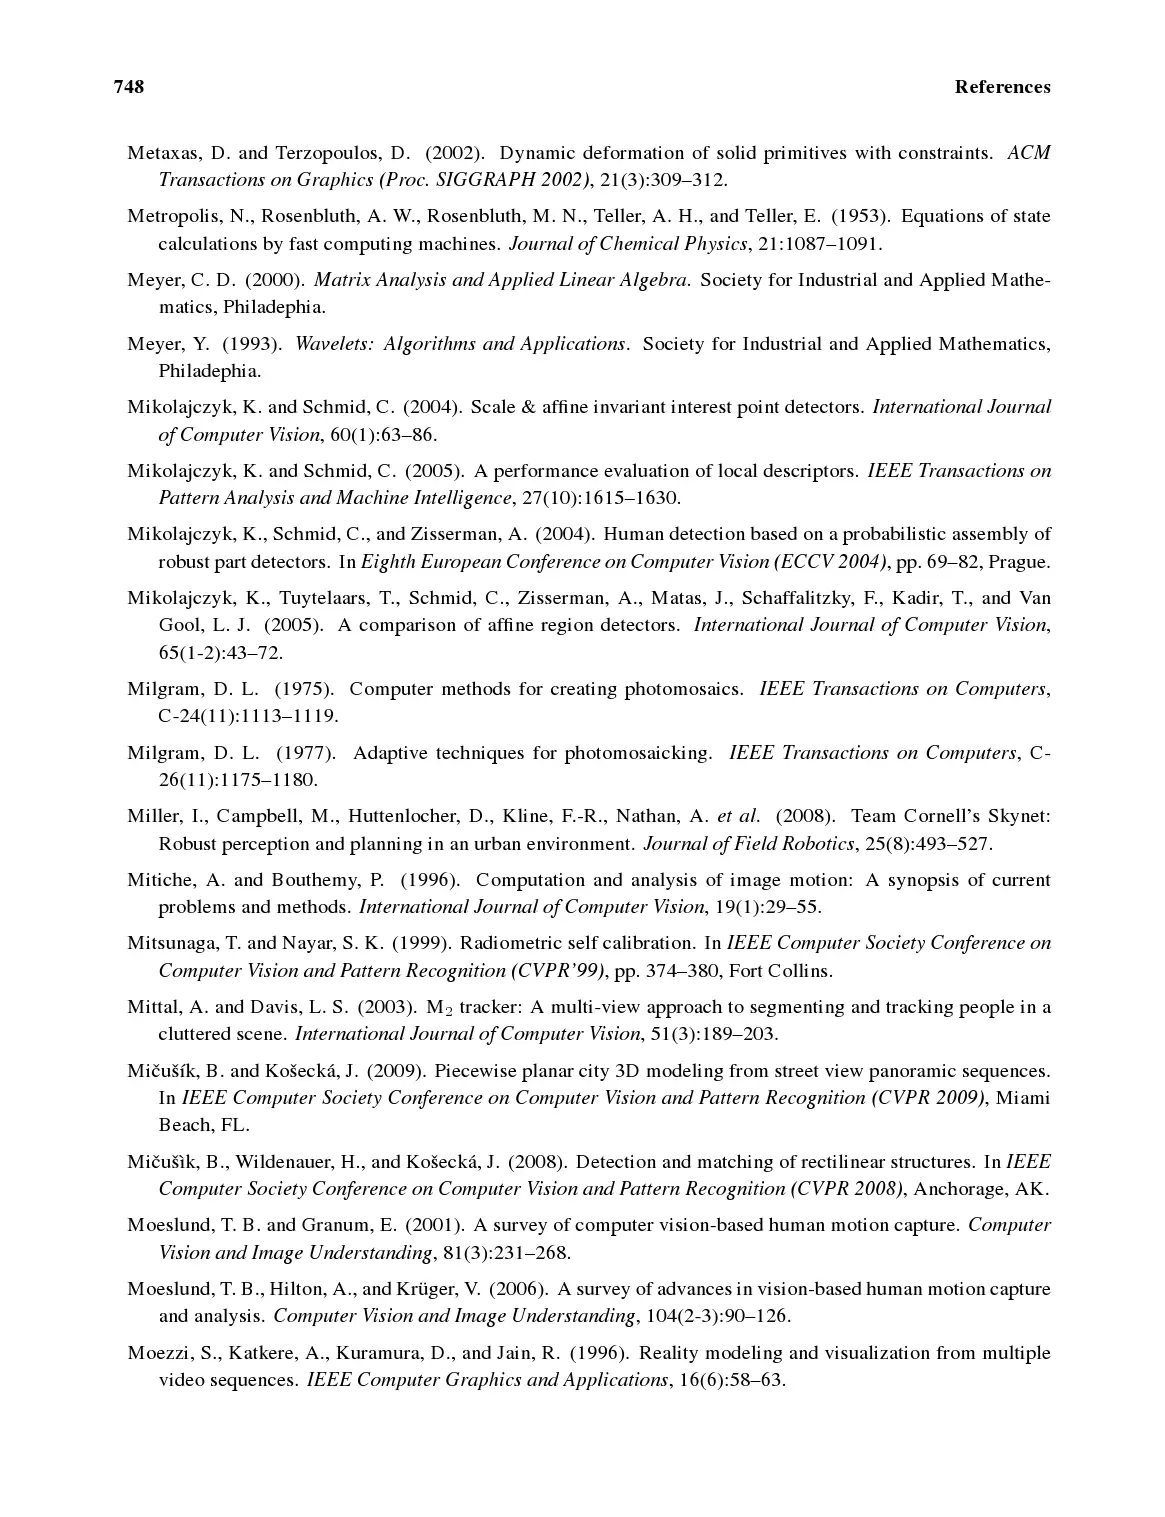 748 References
Metaxas, D. and Terzopoulos, D. (2002). Dynamic deformation of solid primitives with constraints. ACM
Transactions on Graphics (Proc. SIGGRAPH 2002), 21(3):309–312.
Metropolis, N., Rosenbluth, A. W., Rosenbluth, M. N., Teller, A. H., and Teller, E. (1953). Equations of state
calculations by fast computing machines. Journal of Chemical Physics, 21:1087–1091.
Meyer, C. D. (2000). Matrix Analysis and Applied Linear Algebra. Society for Industrial and Applied Mathe-
matics, Philadephia.
Meyer, Y. (1993). Wavelets: Algorithms and Applications. Society for Industrial and Applied Mathematics,
Philadephia.
Mikolajczyk, K. and Schmid, C. (2004). Scale & affine invariant interest point detectors. International Journal
of Computer Vision, 60(1):63–86.
Mikolajczyk, K. and Schmid, C. (2005). A performance evaluation of local descriptors. IEEE Transactions on
Pattern Analysis and Machine Intelligence, 27(10):1615–1630.
Mikolajczyk, K., Schmid, C., and Zisserman, A. (2004). Human detection based on a probabilistic assembly of
robust part detectors. In Eighth European Conference on Computer Vision (ECCV 2004), pp. 69–82, Prague.
Mikolajczyk, K., Tuytelaars, T., Schmid, C., Zisserman, A., Matas, J., Schaffalitzky, F., Kadir, T., and Van
Gool, L. J. (2005). A comparison of affine region detectors. International Journal of Computer Vision,
65(1-2):43–72.
Milgram, D. L. (1975). Computer methods for creating photomosaics. IEEE Transactions on Computers,
C-24(11):1113–1119.
Milgram, D. L. (1977). Adaptive techniques for photomosaicking. IEEE Transactions on Computers, C-
26(11):1175–1180.
Miller, I., Campbell, M., Huttenlocher, D., Kline, F.-R., Nathan, A. et al. (2008). Team Cornell’s Skynet:
Robust perception and planning in an urban environment. Journal of Field Robotics, 25(8):493–527.
Mitiche, A. and Bouthemy, P. (1996). Computation and analysis of image motion: A synopsis of current
problems and methods. International Journal of Computer Vision, 19(1):29–55.
Mitsunaga, T. and Nayar, S. K. (1999). Radiometric self calibration. In IEEE Computer Society Conference on
Computer Vision and Pattern Recognition (CVPR’99), pp. 374–380, Fort Collins.
Mittal, A. and Davis, L. S. (2003). M₂ tracker: A multi-view approach to segmenting and tracking people in a
cluttered scene. International Journal of Computer Vision, 51(3):189–203.
Mičušík, B. and Košecká, J. (2009). Piecewise planar city 3D modeling from street view panoramic sequences.
In IEEE Computer Society Conference on Computer Vision and Pattern Recognition (CVPR 2009), Miami
Beach, FL.
Mičušìk, B., Wildenauer, H., and Košecká, J. (2008). Detection and matching of rectilinear structures. In IEEE
Computer Society Conference on Computer Vision and Pattern Recognition (CVPR 2008), Anchorage, AK.
Moeslund, T. B. and Granum, E. (2001). A survey of computer vision-based human motion capture. Computer
Vision and Image Understanding, 81(3):231–268.
Moeslund, T. B., Hilton, A., and Krüger, V. (2006). A survey of advances in vision-based human motion capture
and analysis. Computer Vision and Image Understanding, 104(2-3):90–126.
Moezzi, S., Katkere, A., Kuramura, D., and Jain, R. (1996). Reality modeling and visualization from multiple
video sequences. IEEE Computer Graphics and Applications, 16(6):58–63.